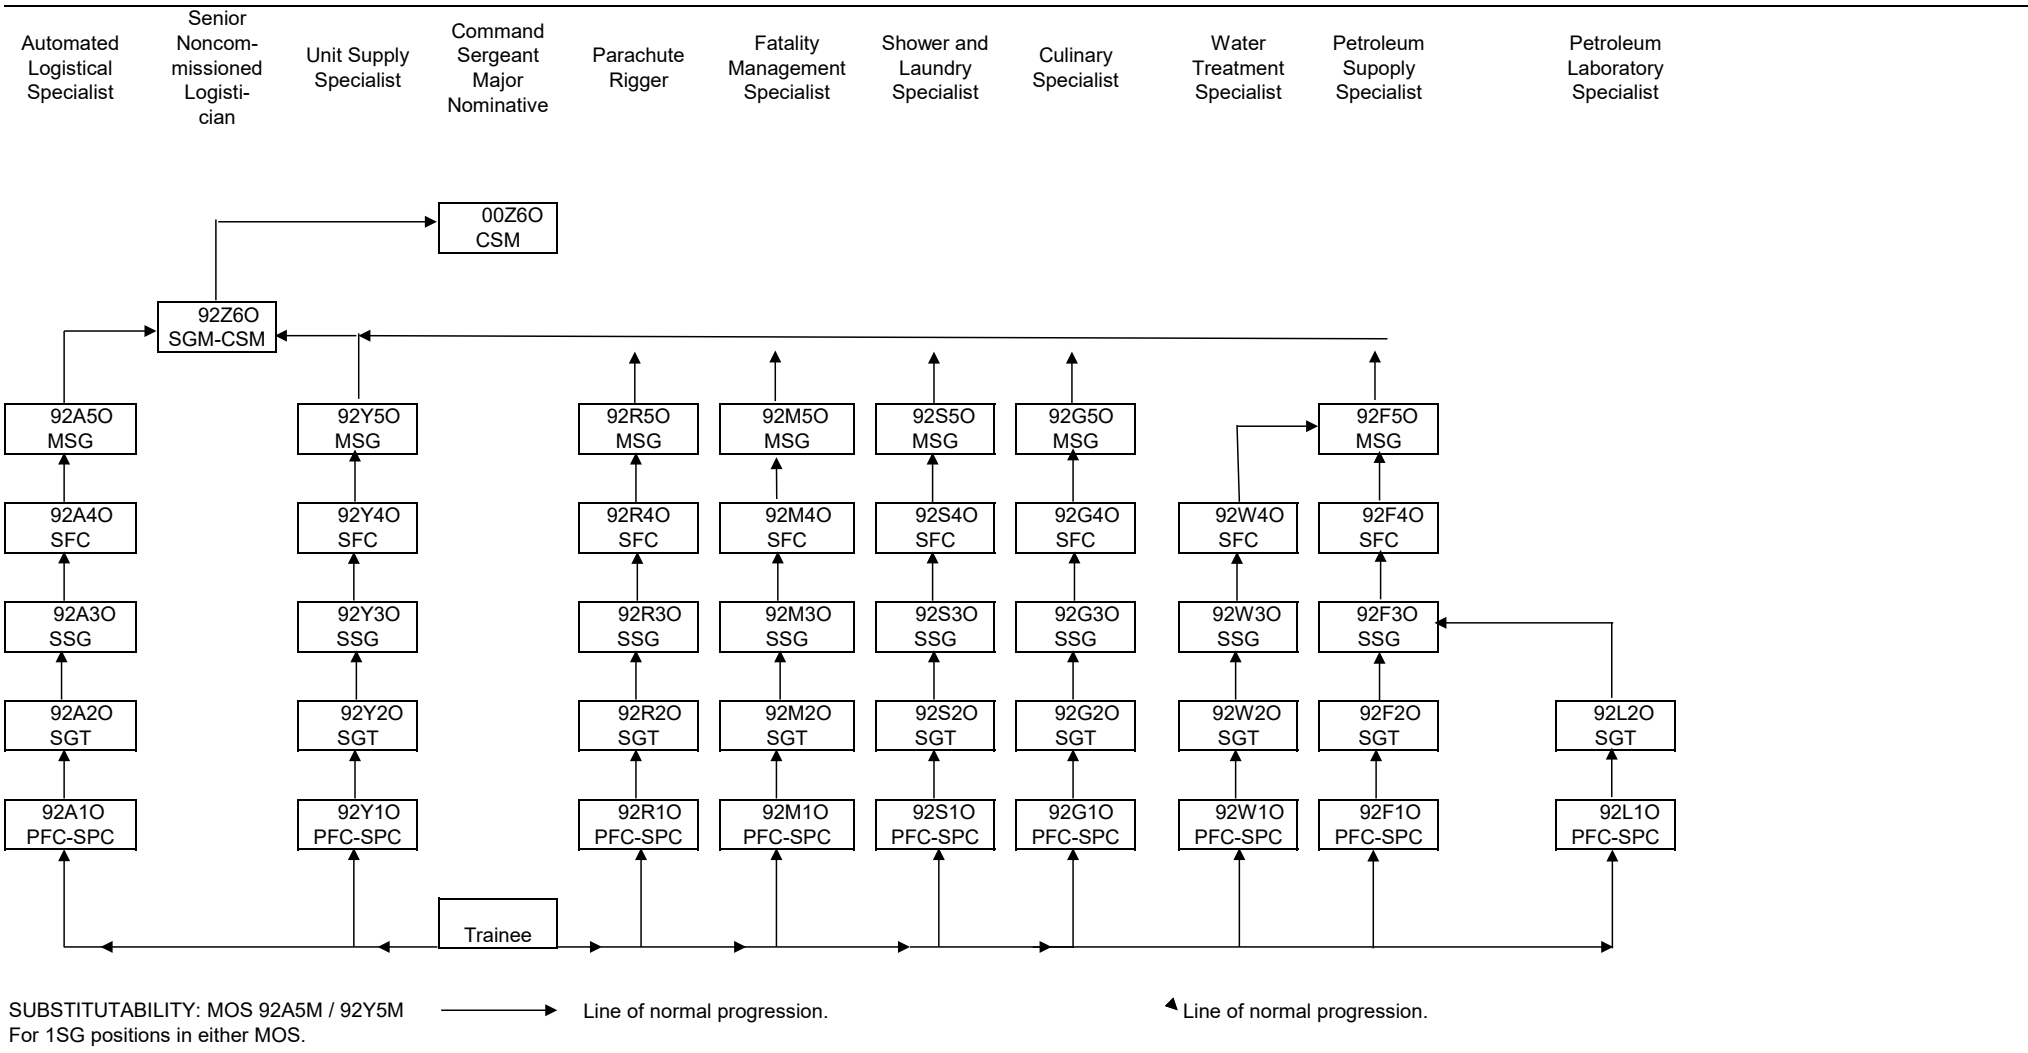 Automated
Logistical
Specialist
Senior
Noncom-
missioned
Logisti-
cian
Unit Supply
Specialist
Command
Sergeant
Major
Nominative
Parachute
Rigger
Fatality
Management
Specialist
Shower and
Laundry
Specialist
Culinary
Specialist
Water
Treatment
Specialist
Petroleum
Supoply
Specialist
Petroleum
Laboratory
Specialist
00Z6O
CSM
92Z6O
SGM-CSM
92A5O
MSG
92Y5O
MSG
92R5O
MSG
92M5O
MSG
92S5O
MSG
92G5O
MSG
92F5O
MSG
92A4O
SFC
92Y4O
SFC
92R4O
SFC
92M4O
SFC
92S4O
SFC
92G4O
SFC
92W4O
SFC
92F4O
SFC
92A3O
SSG
92Y3O
SSG
92R3O
SSG
92M3O
SSG
92S3O
SSG
92G3O
SSG
92W3O
SSG
92F3O
SSG
92A2O
SGT
92Y2O
SGT
92R2O
SGT
92M2O
SGT
92S2O
SGT
92G2O
SGT
92W2O
SGT
92F2O
SGT
92L2O
SGT
92A1O
PFC-SPC
92Y1O
PFC-SPC
92R1O
PFC-SPC
92M1O
PFC-SPC
92S1O
PFC-SPC
92G1O
PFC-SPC
92W1O
PFC-SPC
92F1O
PFC-SPC
92L1O
PFC-SPC
Trainee
SUBSTITUTABILITY: MOS 92A5M / 92Y5M
For 1SG positions in either MOS.
Line of normal progression.
Line of normal progression.